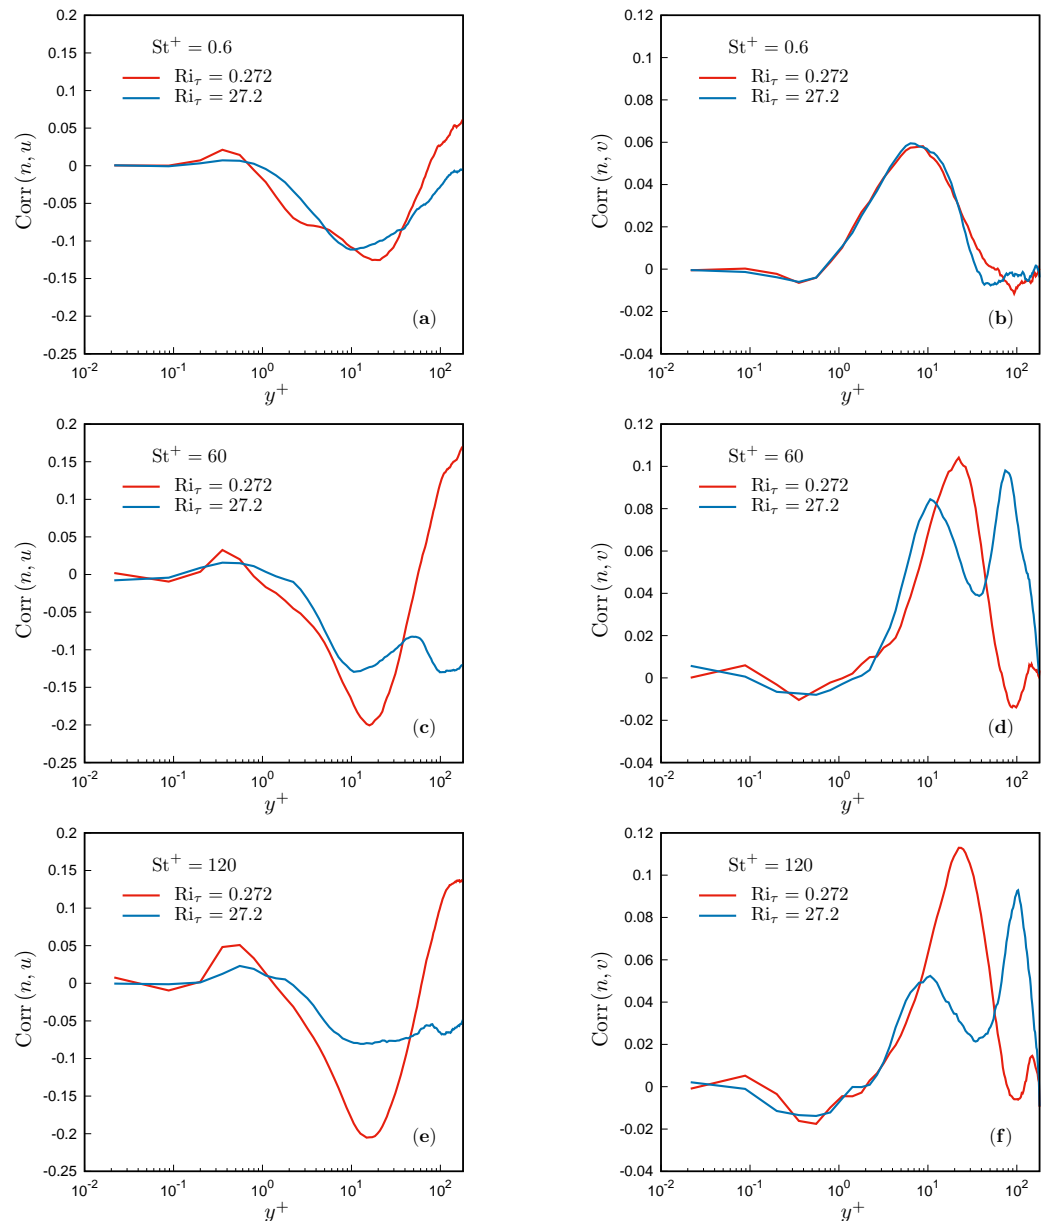 0.2
0.15
0.1
0.05
0
-0.05
-0.1
-0.15
-0.2
-0.25
Corr (n, u)
St⁺ = 0.6
Riτ = 0.272
Riτ = 27.2
(a)
10⁻² 10⁻¹ 10⁰ 10¹ 10²
y⁺
0.12
0.1
0.08
0.06
0.04
0.02
0
-0.02
-0.04
Corr (n, v)
St⁺ = 0.6
Riτ = 0.272
Riτ = 27.2
(b)
10⁻² 10⁻¹ 10⁰ 10¹ 10²
y⁺
0.2
0.15
0.1
0.05
0
-0.05
-0.1
-0.15
-0.2
-0.25
Corr (n, u)
St⁺ = 60
Riτ = 0.272
Riτ = 27.2
(c)
10⁻² 10⁻¹ 10⁰ 10¹ 10²
y⁺
0.12
0.1
0.08
0.06
0.04
0.02
0
-0.02
-0.04
Corr (n, v)
St⁺ = 60
Riτ = 0.272
Riτ = 27.2
(d)
10⁻² 10⁻¹ 10⁰ 10¹ 10²
y⁺
0.2
0.15
0.1
0.05
0
-0.05
-0.1
-0.15
-0.2
-0.25
Corr (n, u)
St⁺ = 120
Riτ = 0.272
Riτ = 27.2
(e)
10⁻² 10⁻¹ 10⁰ 10¹ 10²
y⁺
0.12
0.1
0.08
0.06
0.04
0.02
0
-0.02
-0.04
Corr (n, v)
St⁺ = 120
Riτ = 0.272
Riτ = 27.2
(f)
10⁻² 10⁻¹ 10⁰ 10¹ 10²
y⁺